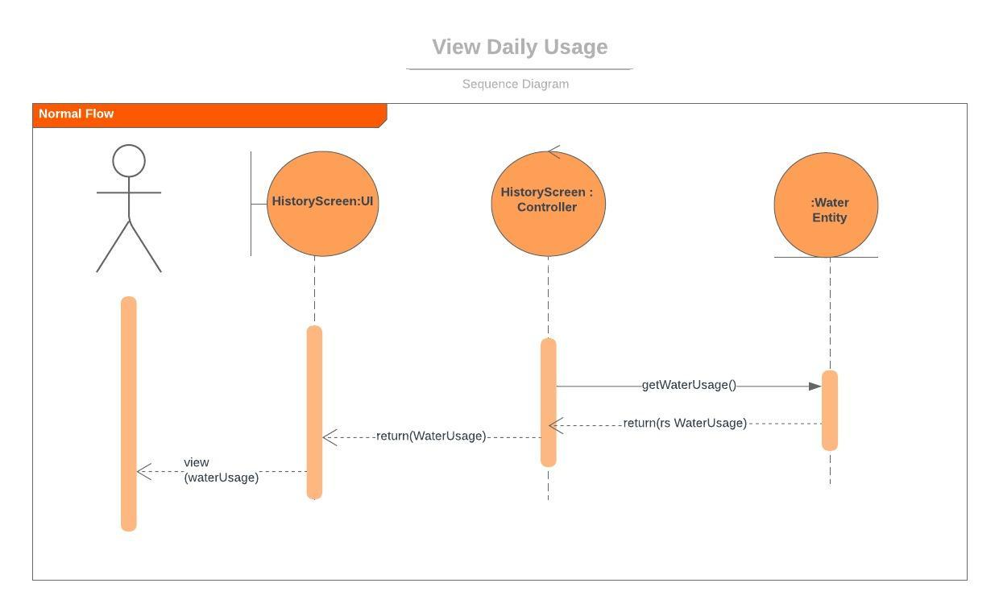 View Daily Usage
Sequence Diagram
Normal Flow
HistoryScreen:UI
HistoryScreen :
Controller
:Water
Entity
getWaterUsage()
return(rs WaterUsage)
return(WaterUsage)
view
(waterUsage)